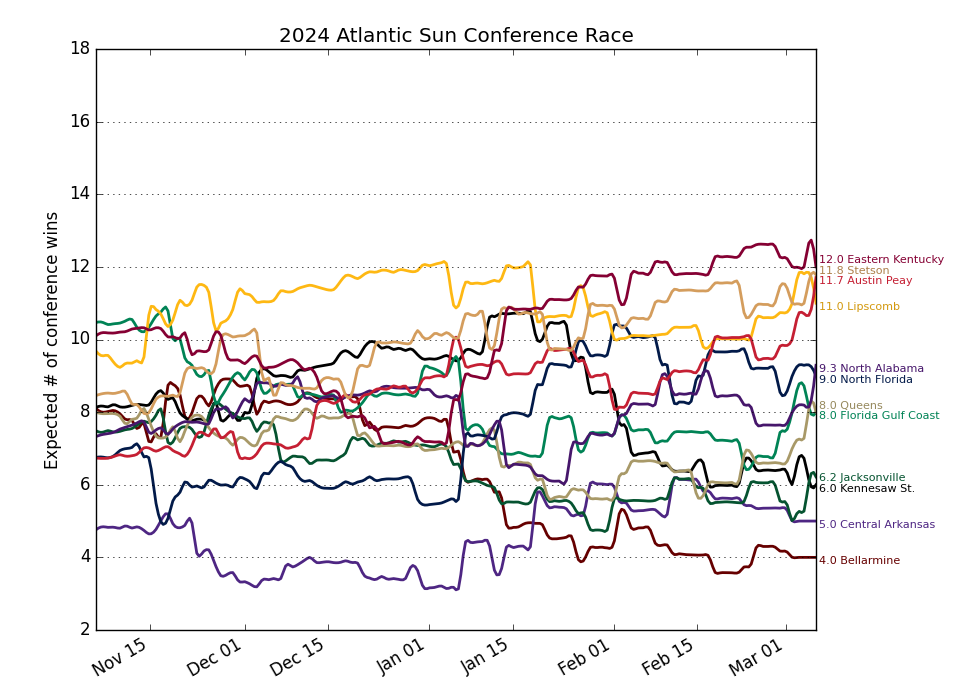 2024 Atlantic Sun Conference Race
Expected # of conference wins
18
16
14
12
10
8
6
4
2
Nov 15
Dec 01
Dec 15
Jan 01
Jan 15
Feb 01
Feb 15
Mar 01
12.0 Eastern Kentucky
11.8 Stetson
11.7 Austin Peay
11.0 Lipscomb
9.3 North Alabama
9.0 North Florida
8.0 Queens
8.0 Florida Gulf Coast
6.2 Jacksonville
6.0 Kennesaw St.
5.0 Central Arkansas
4.0 Bellarmine